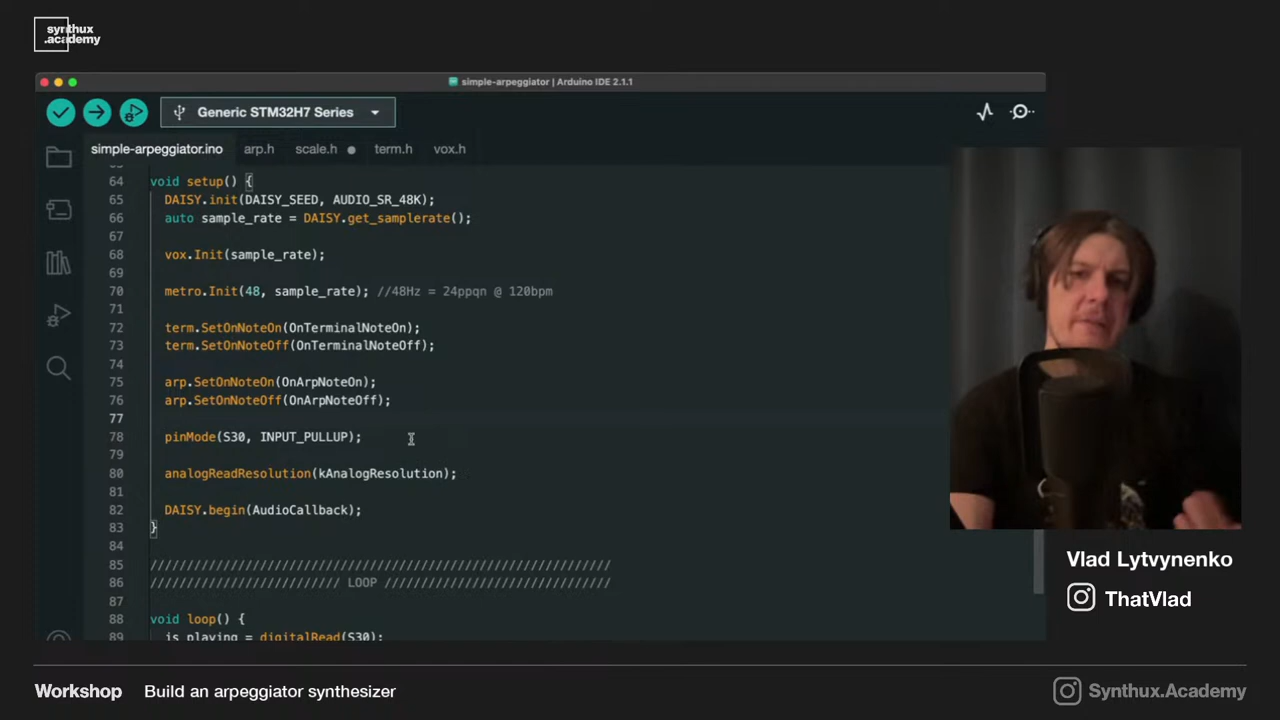 synthux
.academy
simple-arpeggiator | Arduino IDE 2.1.1
Generic STM32H7 Series
simple-arpeggiator.ino
arp.h
scale.h
term.h
vox.h
64 void setup() {
65 DAISY.init(DAISY_SEED, AUDIO_SR_48K);
66 auto sample_rate = DAISY.get_samplerate();
67
68 vox.Init(sample_rate);
69
70 metro.Init(48, sample_rate); //48Hz = 24ppqn @ 120bpm
71
72 term.SetOnNoteOn(OnTerminalNoteOn);
73 term.SetOnNoteOff(OnTerminalNoteOff);
74
75 arp.SetOnNoteOn(OnArpNoteOn);
76 arp.SetOnNoteOff(OnArpNoteOff);
77
78 pinMode(S30, INPUT_PULLUP);
79
80 analogReadResolution(kAnalogResolution);
81
82 DAISY.begin(AudioCallback);
83 }
84
85 ///////////////////////////////////////////////////////////////
86 ////////////////////////// LOOP ///////////////////////////////
87
88 void loop() {
89 is_playing = digitalRead(S30);
Vlad Lytvynenko
ThatVlad
Workshop Build an arpeggiator synthesizer
Synthux.Academy